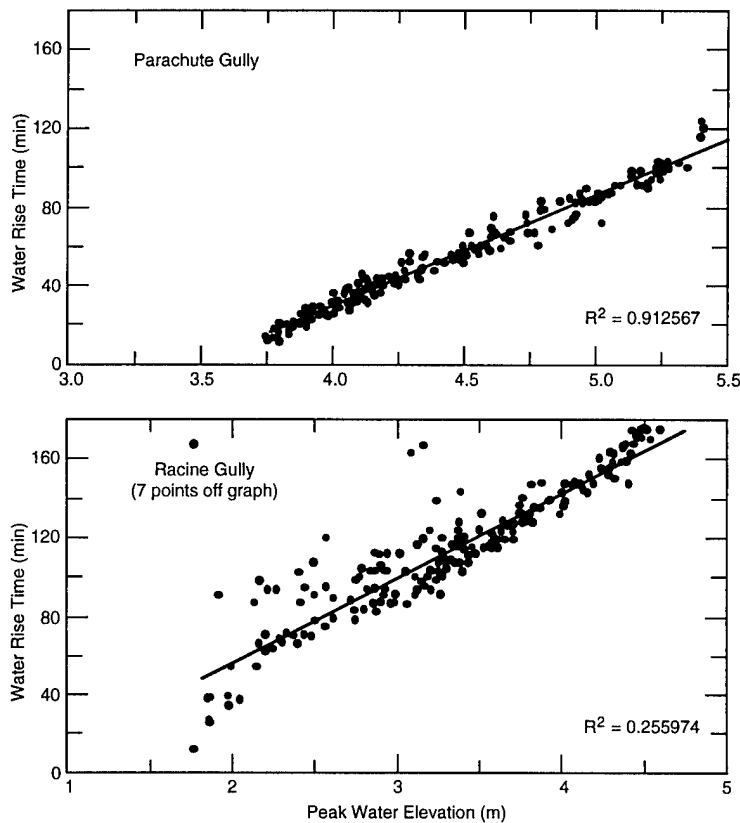 160
Parachute Gully
120
Water Rise Time (min)
80
40
R² = 0.912567
0
3.0 3.5 4.0 4.5 5.0 5.5
160
Racine Gully
(7 points off graph)
120
Water Rise Time (min)
80
40
R² = 0.255974
0
1 2 3 4 5
Peak Water Elevation (m)